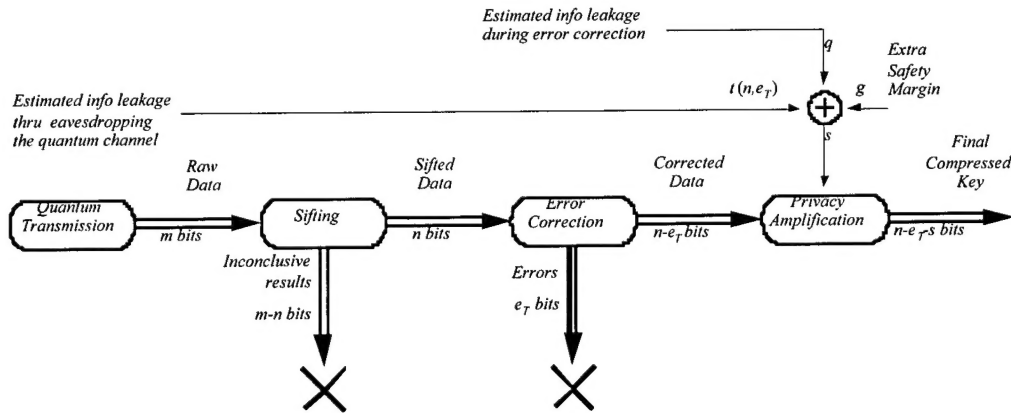 Estimated info leakage
during error correction
q
Extra
Safety
Margin
Estimated info leakage
thru eavesdropping
the quantum channel
t (n,e_T)
+
g
s
Raw
Data
Sifted
Data
Corrected
Data
Final
Compressed
Key
Quantum
Transmission
m bits
Sifting
n bits
Error
Correction
n-e_T bits
Privacy
Amplification
n-e_T-s bits
Inconclusive
results
m-n bits
Errors
e_T bits